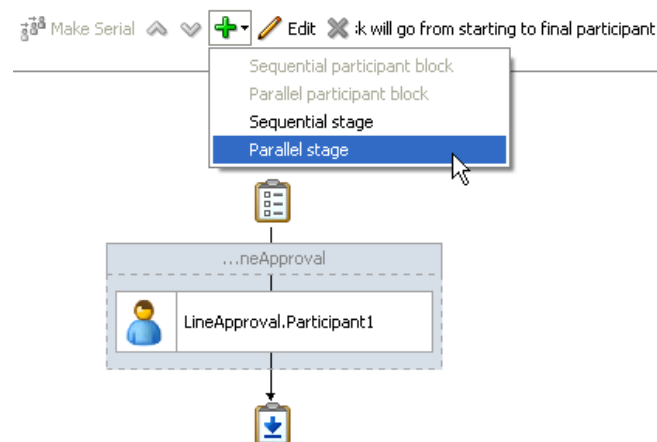 Make Serial Edit k will go from starting to final participant
Sequential participant block
Parallel participant block
Sequential stage
Parallel stage
...neApproval
LineApproval.Participant1